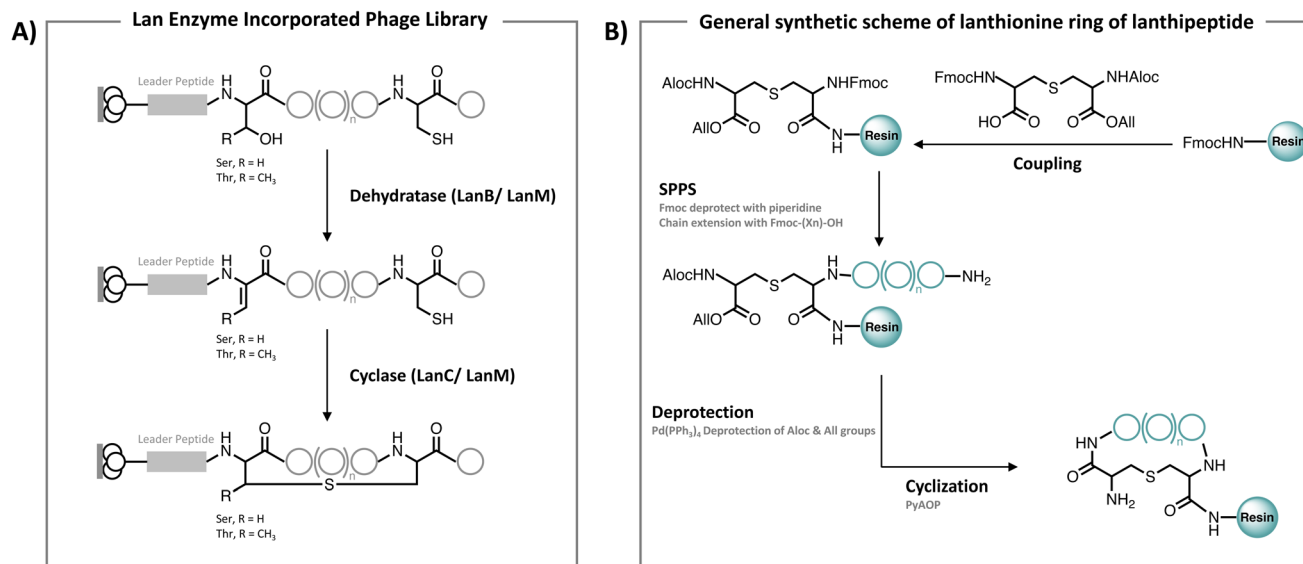 A)
Lan Enzyme Incorporated Phage Library
Leader Peptide
H
N
O
n
H
N
O
R
OH
SH
Ser, R = H
Thr, R = CH₃
Dehydratase (LanB/ LanM)
Leader Peptide
H
N
O
n
H
N
O
R
SH
Ser, R = H
Thr, R = CH₃
Cyclase (LanC/ LanM)
Leader Peptide
H
N
O
n
H
N
O
R
S
Ser, R = H
Thr, R = CH₃
B)
General synthetic scheme of lanthionine ring of lanthipeptide
AlocHN
S
NHFmoc
AllO
O
O
N
H
Resin
FmocHN
S
NHAloc
HO
O
O
OAll
FmocHN
Resin
Coupling
SPPS
Fmoc deprotect with piperidine
Chain extension with Fmoc-(Xn)-OH
AlocHN
S
H
N
n
NH₂
AllO
O
O
N
H
Resin
Deprotection
Pd(PPh₃)₄ Deprotection of Aloc & All groups
Cyclization
PyAOP
n
HN
O
S
NH
NH₂
O
N
H
Resin